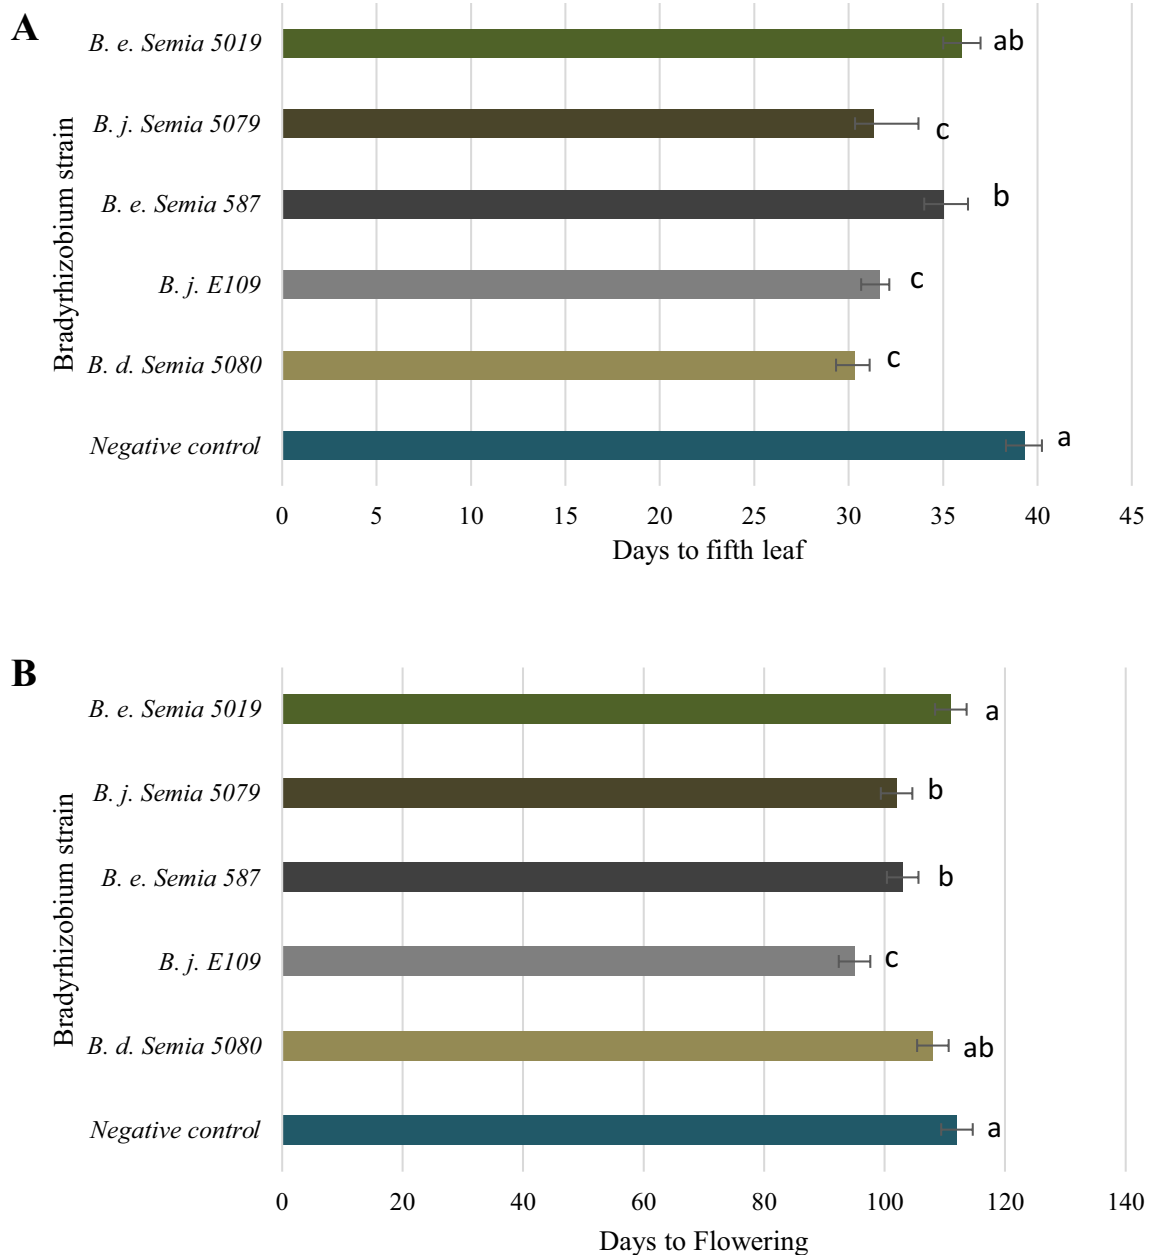 A
Bradyrhizobium strain
B. e. Semia 5019
ab
B. j. Semia 5079
c
B. e. Semia 587
b
B. j. E109
c
B. d. Semia 5080
c
Negative control
a
0 5 10 15 20 25 30 35 40 45
Days to fifth leaf
B
Bradyrhizobium strain
B. e. Semia 5019
a
B. j. Semia 5079
b
B. e. Semia 587
b
B. j. E109
c
B. d. Semia 5080
ab
Negative control
a
0 20 40 60 80 100 120 140
Days to Flowering